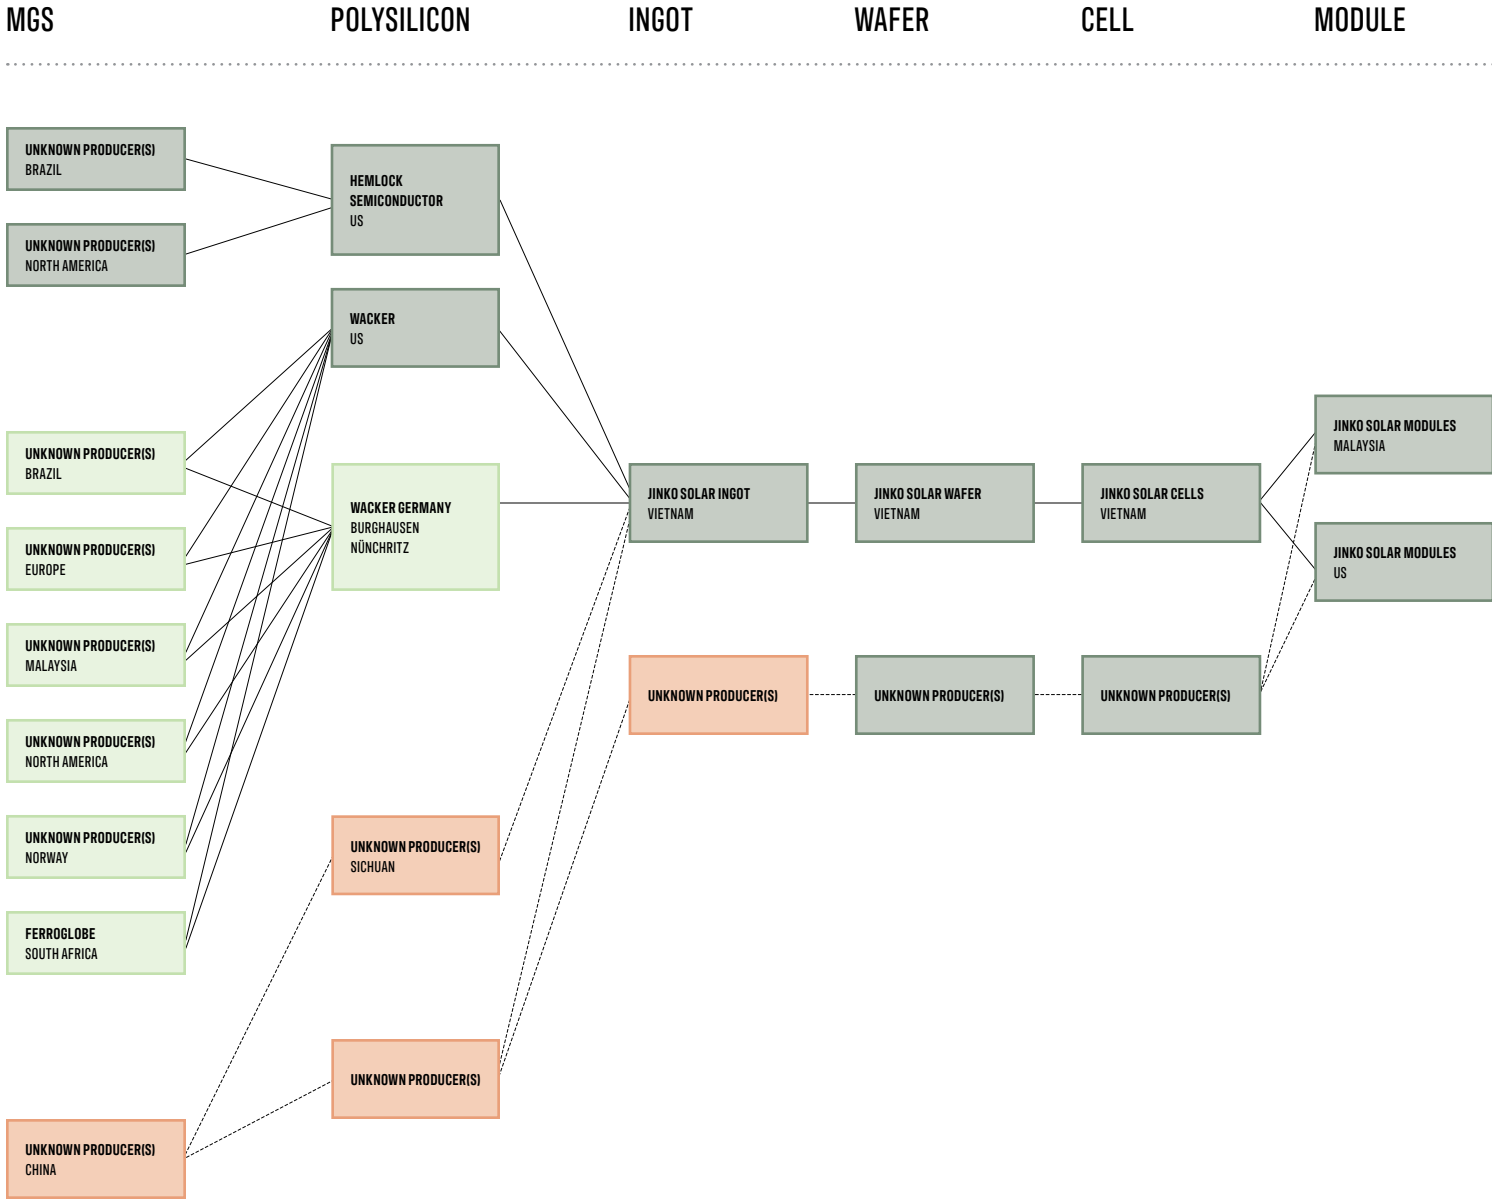 MGS
POLYSILICON
INGOT
WAFER
CELL
MODULE
UNKNOWN PRODUCER(S)
BRAZIL
UNKNOWN PRODUCER(S)
NORTH AMERICA
UNKNOWN PRODUCER(S)
BRAZIL
UNKNOWN PRODUCER(S)
EUROPE
UNKNOWN PRODUCER(S)
MALAYSIA
UNKNOWN PRODUCER(S)
NORTH AMERICA
UNKNOWN PRODUCER(S)
NORWAY
FERROGLOBE
SOUTH AFRICA
UNKNOWN PRODUCER(S)
CHINA
HEMLOCK
SEMICONDUCTOR
US
WACKER
US
WACKER GERMANY
BURGHAUSEN
NÜNCHRITZ
UNKNOWN PRODUCER(S)
SICHUAN
UNKNOWN PRODUCER(S)
JINKO SOLAR INGOT
VIETNAM
UNKNOWN PRODUCER(S)
JINKO SOLAR WAFER
VIETNAM
UNKNOWN PRODUCER(S)
JINKO SOLAR CELLS
VIETNAM
UNKNOWN PRODUCER(S)
JINKO SOLAR MODULES
MALAYSIA
JINKO SOLAR MODULES
US